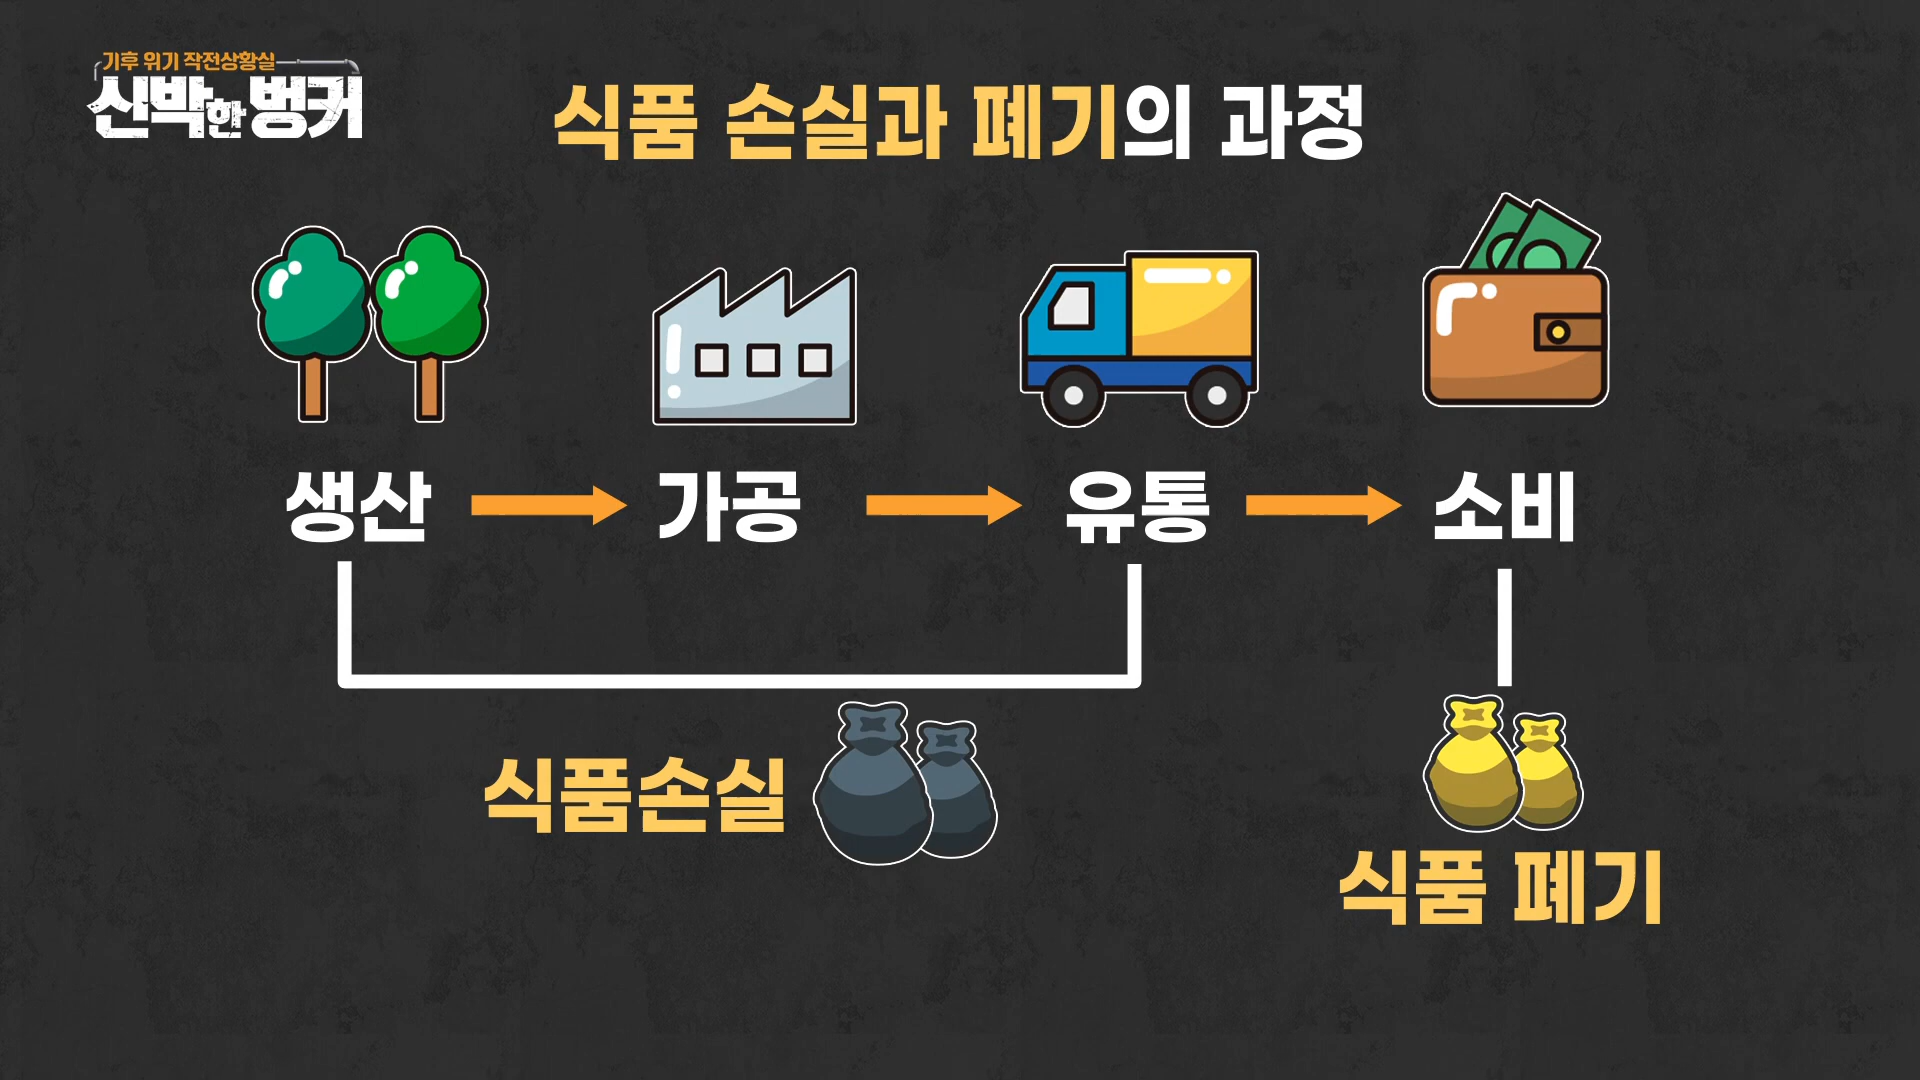 기후 위기 작전상황실
신박한 벙커
식품 손실과 폐기의 과정
생산
가공
유통
소비
식품손실
식품 폐기